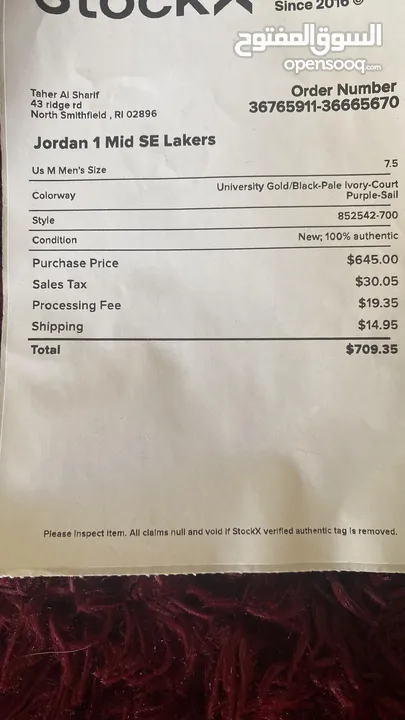 StockX
Since 2016 ©
السوق المفتوح
opensooq.com
Taher Al Sharif
43 ridge rd
North Smithfield , RI 02896
Order Number
36765911-36665670
Jordan 1 Mid SE Lakers
Us M Men's Size 7.5
Colorway University Gold/Black-Pale Ivory-Court
Purple-Sail
Style 852542-700
Condition New; 100% authentic
Purchase Price $645.00
Sales Tax $30.05
Processing Fee $19.35
Shipping $14.95
Total $709.35
Please inspect item. All claims null and void if StockX verified authentic tag is removed.